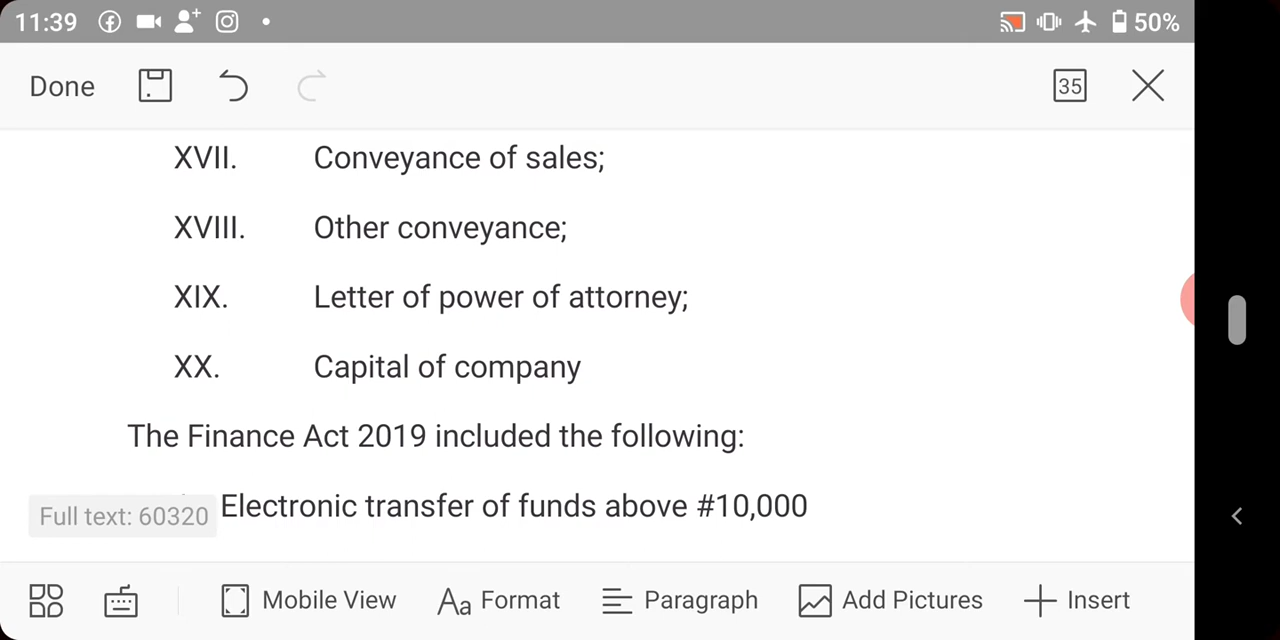 11:39 50%
Done 35
XVII. Conveyance of sales;
XVIII. Other conveyance;
XIX. Letter of power of attorney;
XX. Capital of company
The Finance Act 2019 included the following:
Electronic transfer of funds above #10,000
Full text: 60320
Mobile View Aa Format Paragraph Add Pictures Insert